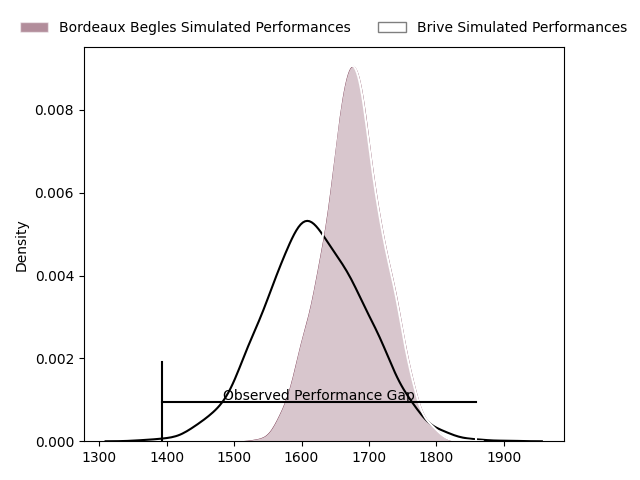 Bordeaux Begles Simulated Performances
Brive Simulated Performances
Density
0.008
0.006
0.004
0.002
0.000
Observed Performance Gap
1300 1400 1500 1600 1700 1800 1900